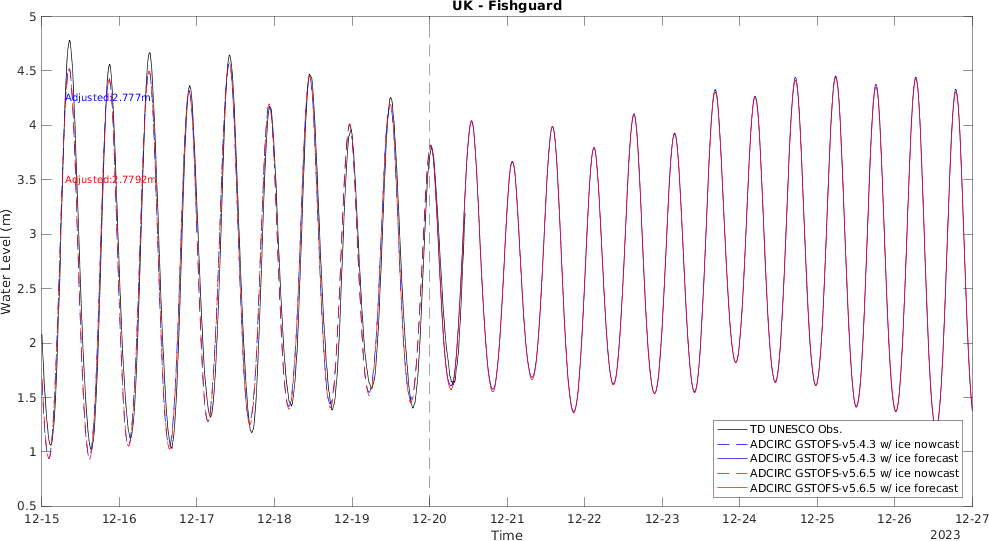 UK - Fishguard
5
4.5
4
3.5
3
2.5
2
1.5
1
0.5
Water Level (m)
Adjusted:2.777m
Adjusted:2.7792m
TD UNESCO Obs.
ADCIRC GSTOFS-v5.4.3 w/ ice nowcast
ADCIRC GSTOFS-v5.4.3 w/ ice forecast
ADCIRC GSTOFS-v5.6.5 w/ ice nowcast
ADCIRC GSTOFS-v5.6.5 w/ ice forecast
12-15 12-16 12-17 12-18 12-19 12-20 12-21 12-22 12-23 12-24 12-25 12-26 12-27
Time
2023